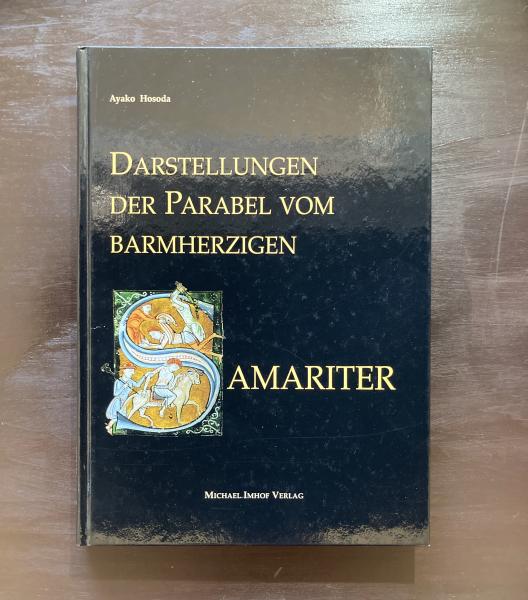 Ayako Hosoda
DARSTELLUNGEN
DER PARABEL VOM
BARMHERZIGEN
SAMARITER
MICHAEL IMHOF VERLAG